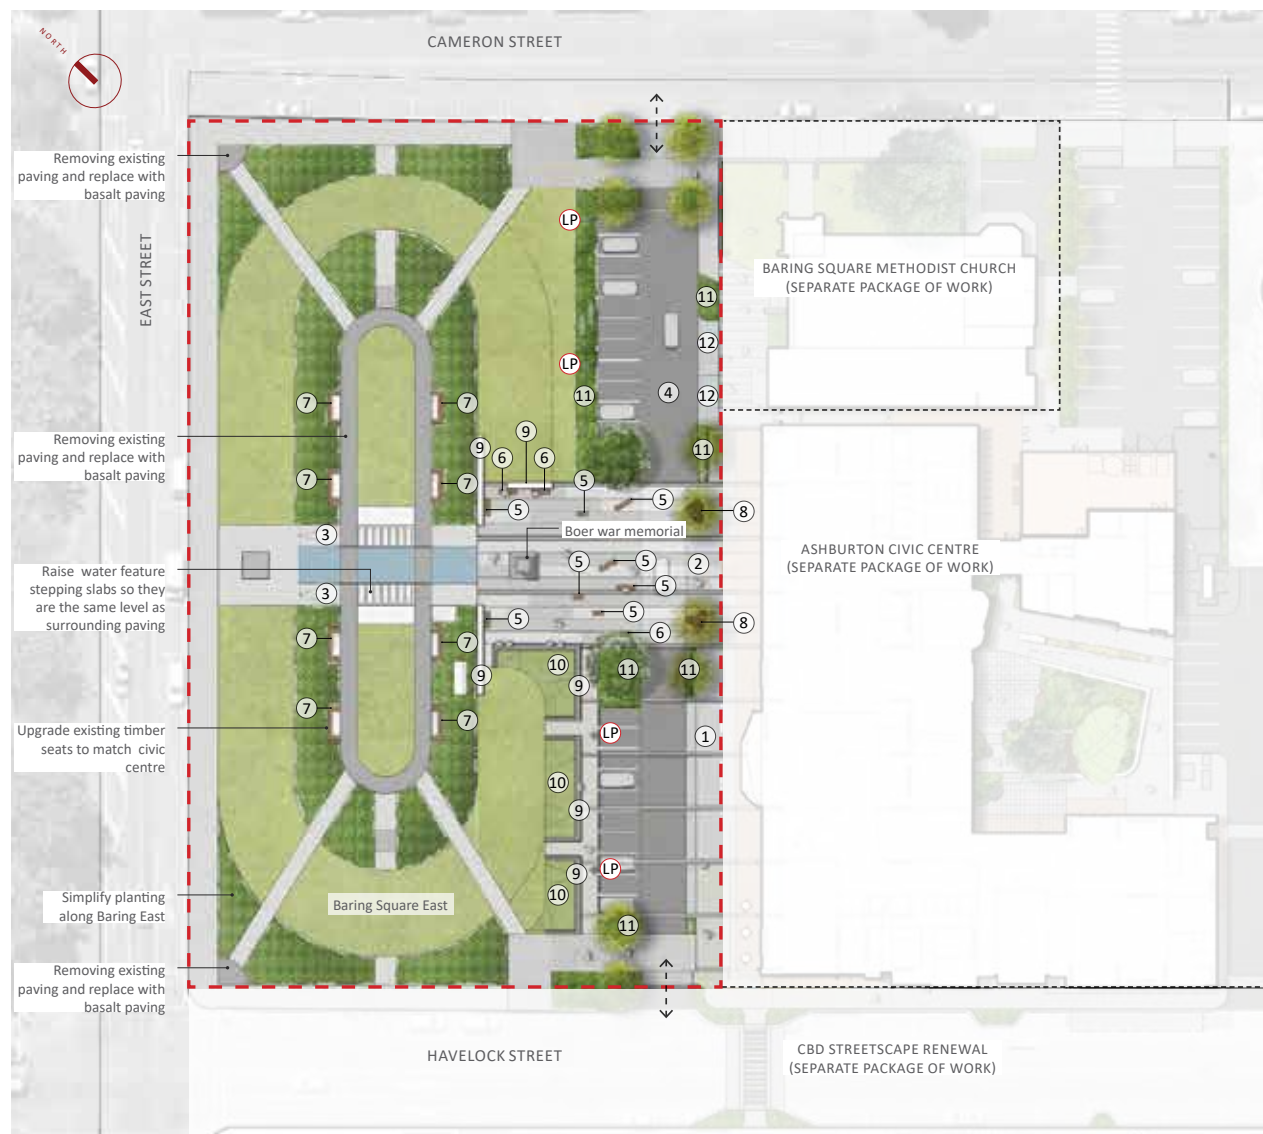 CAMERON STREET
NORTH
Removing existing
paving and replace with
basalt paving
EAST STREET
LP
BARING SQUARE METHODIST CHURCH
(SEPARATE PACKAGE OF WORK)
11
12
LP
4
12
11
7
7
Removing existing
paving and replace with
basalt paving
9
9
11
6
6
7
7
5
5
5
8
Boer war memorial
3
ASHBURTON CIVIC CENTRE
(SEPARATE PACKAGE OF WORK)
5
5
2
Raise water feature
stepping slabs so they
are the same level as
surrounding paving
3
5
5
5
6
8
7
7
10
11
11
9
9
7
7
Upgrade existing timber
seats to match civic
centre
LP
1
10
9
LP
9
10
Simplify planting
along Baring East
Baring Square East
11
Removing existing
paving and replace with
basalt paving
HAVELOCK STREET
CBD STREETSCAPE RENEWAL
(SEPARATE PACKAGE OF WORK)